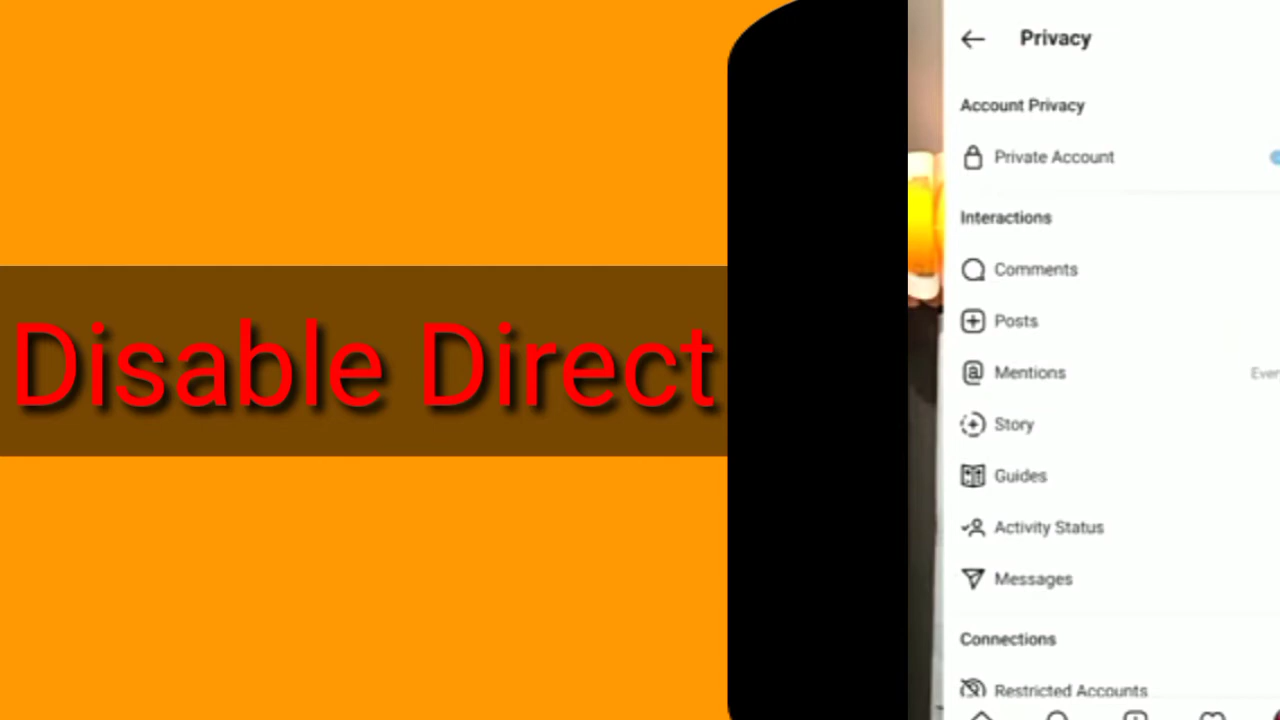 Disable Direct
Privacy
Account Privacy
Private Account
Interactions
Comments
Posts
Mentions
Story
Guides
Activity Status
Messages
Connections
Restricted Accounts